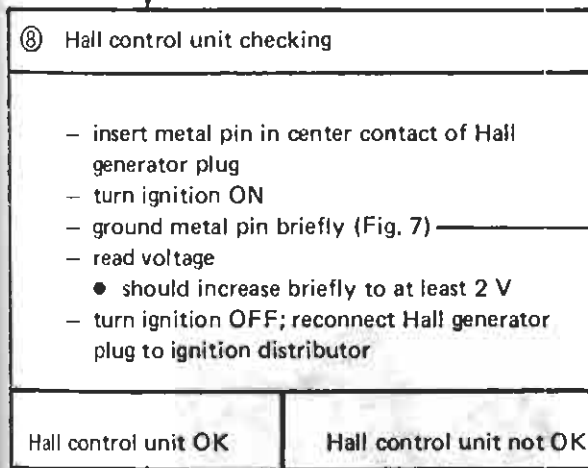 ⑧ Hall control unit checking
– insert metal pin in center contact of Hall
generator plug
– turn ignition ON
– ground metal pin briefly (Fig. 7)
– read voltage
● should increase briefly to at least 2 V
– turn ignition OFF; reconnect Hall generator
plug to ignition distributor
Hall control unit OK
Hall control unit not OK